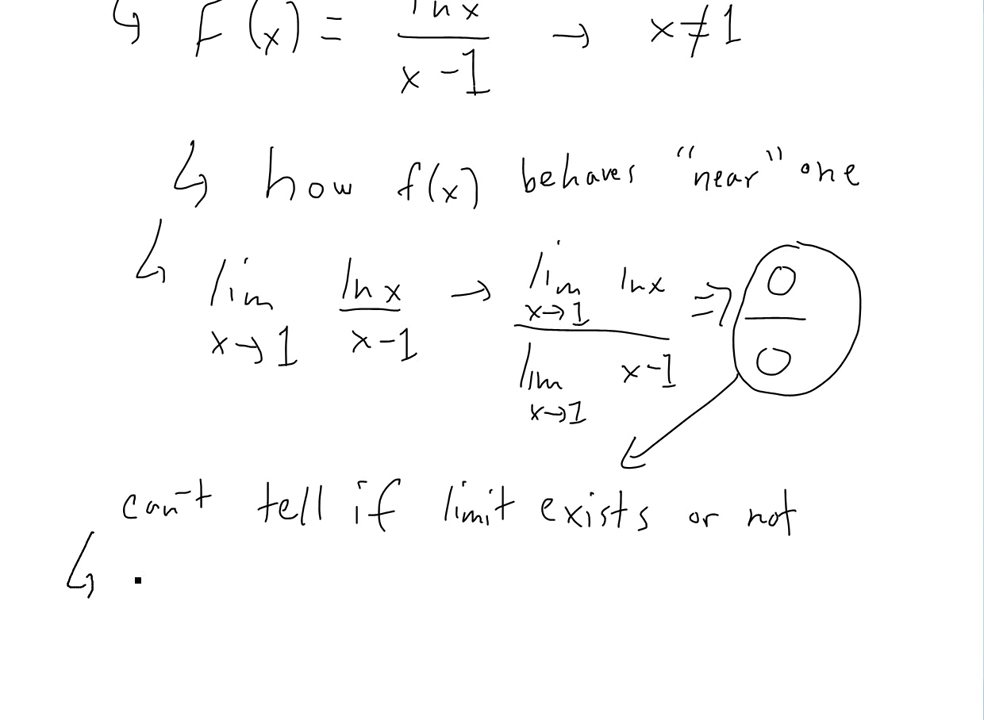 ↳ F(x) = ln x / x - 1 → x ≠ 1
↳ how f(x) behaves "near" one
↳ lim x→1 ln x / x - 1 → lim x→1 ln x / lim x→1 x - 1 ⇒ 0 / 0
can't tell if limit exists or not
↳ .